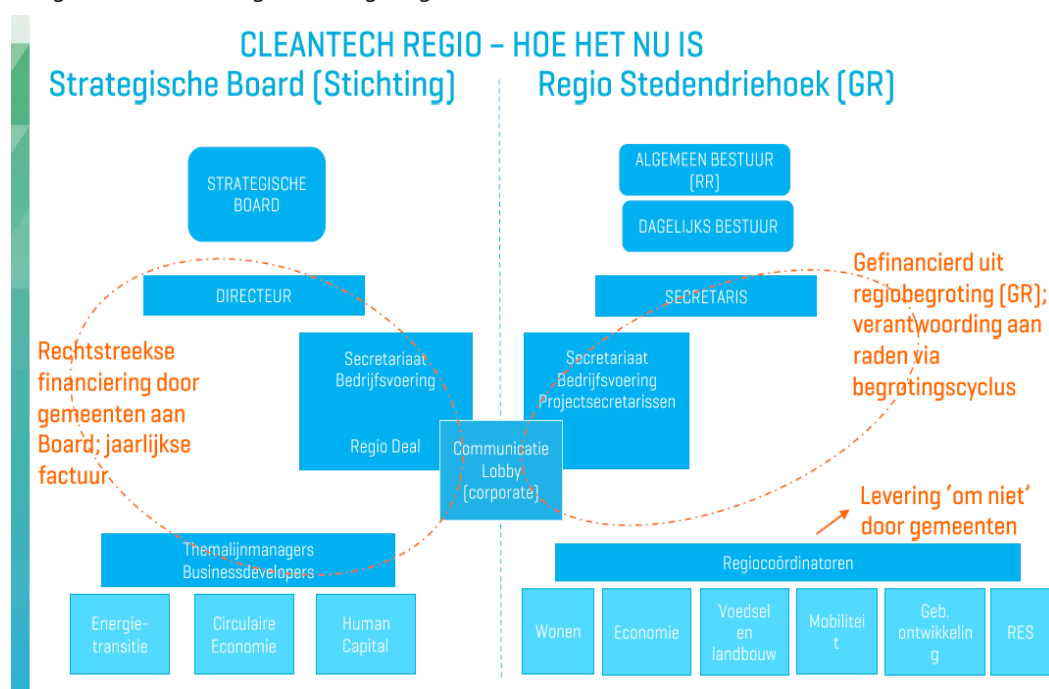 CLEANTECH REGIO – HOE HET NU IS
Strategische Board (Stichting)
Regio Stedendriehoek (GR)
STRATEGISCHE
BOARD
ALGEMEEN BESTUUR
(RR)
DAGELIJKS BESTUUR
DIRECTEUR
SECRETARIS
Gefinancierd uit
regiobegroting (GR);
verantwoording aan
raden via
begrotingscyclus
Rechtstreekse
financiering door
gemeenten aan
Board; jaarlijkse
factuur
Secretariaat
Bedrijfsvoering
Regio Deal
Secretariaat
Bedrijfsvoering
Projectsecretarissen
Communicatie
Lobby
(corporate)
Levering ‘om niet’
door gemeenten
Themalijnmanagers
Businessdevelopers
Regiocoördinatoren
Energie-
transitie
Circulaire
Economie
Human
Capital
Wonen
Economie
Voedsel
en
landbouw
Mobilitei
t
Geb.
ontwikkelin
g
RES